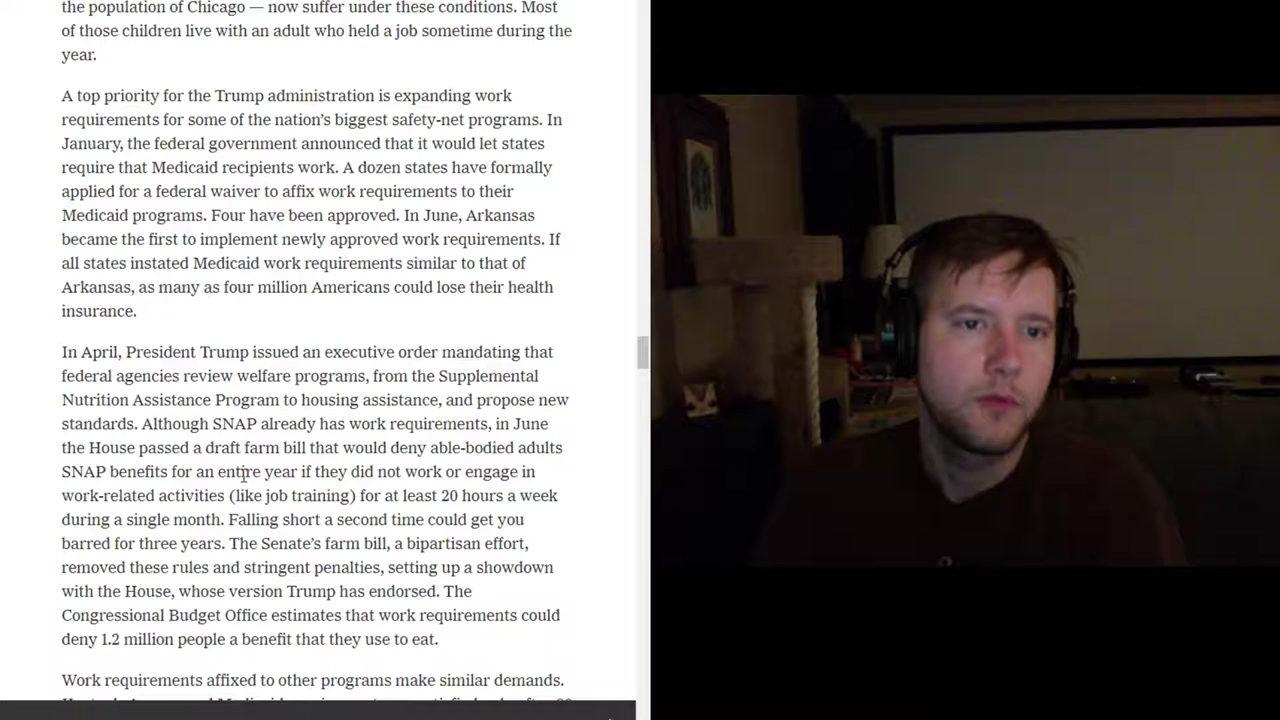 the population of Chicago — now suffer under these conditions. Most
of those children live with an adult who held a job sometime during the
year.
A top priority for the Trump administration is expanding work
requirements for some of the nation’s biggest safety-net programs. In
January, the federal government announced that it would let states
require that Medicaid recipients work. A dozen states have formally
applied for a federal waiver to affix work requirements to their
Medicaid programs. Four have been approved. In June, Arkansas
became the first to implement newly approved work requirements. If
all states instated Medicaid work requirements similar to that of
Arkansas, as many as four million Americans could lose their health
insurance.
In April, President Trump issued an executive order mandating that
federal agencies review welfare programs, from the Supplemental
Nutrition Assistance Program to housing assistance, and propose new
standards. Although SNAP already has work requirements, in June
the House passed a draft farm bill that would deny able-bodied adults
SNAP benefits for an entire year if they did not work or engage in
work-related activities (like job training) for at least 20 hours a week
during a single month. Falling short a second time could get you
barred for three years. The Senate’s farm bill, a bipartisan effort,
removed these rules and stringent penalties, setting up a showdown
with the House, whose version Trump has endorsed. The
Congressional Budget Office estimates that work requirements could
deny 1.2 million people a benefit that they use to eat.
Work requirements affixed to other programs make similar demands.